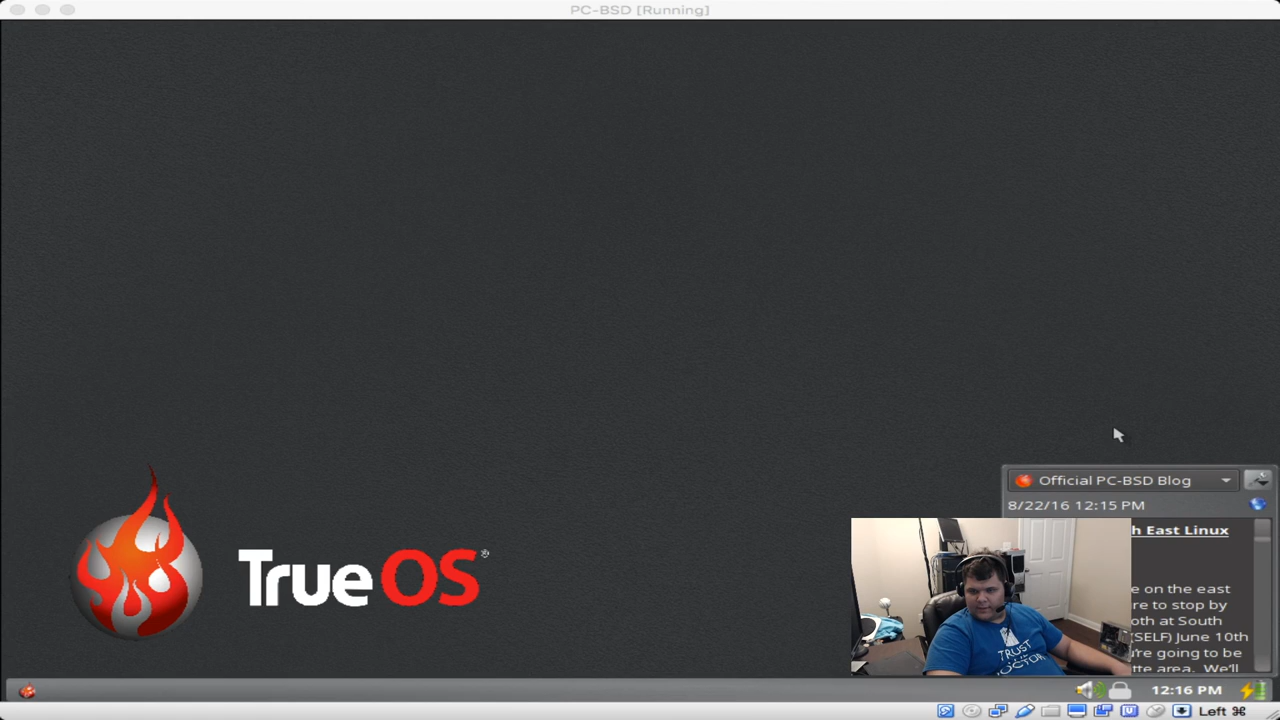 PC-BSD [Running]
TrueOS®
Official PC-BSD Blog
8/22/16 12:15 PM
h East Linux
e on the east
re to stop by
oth at South
(SELF) June 10th
're going to be
tte area. We'll
TRUST
12:16 PM
Left ⌘